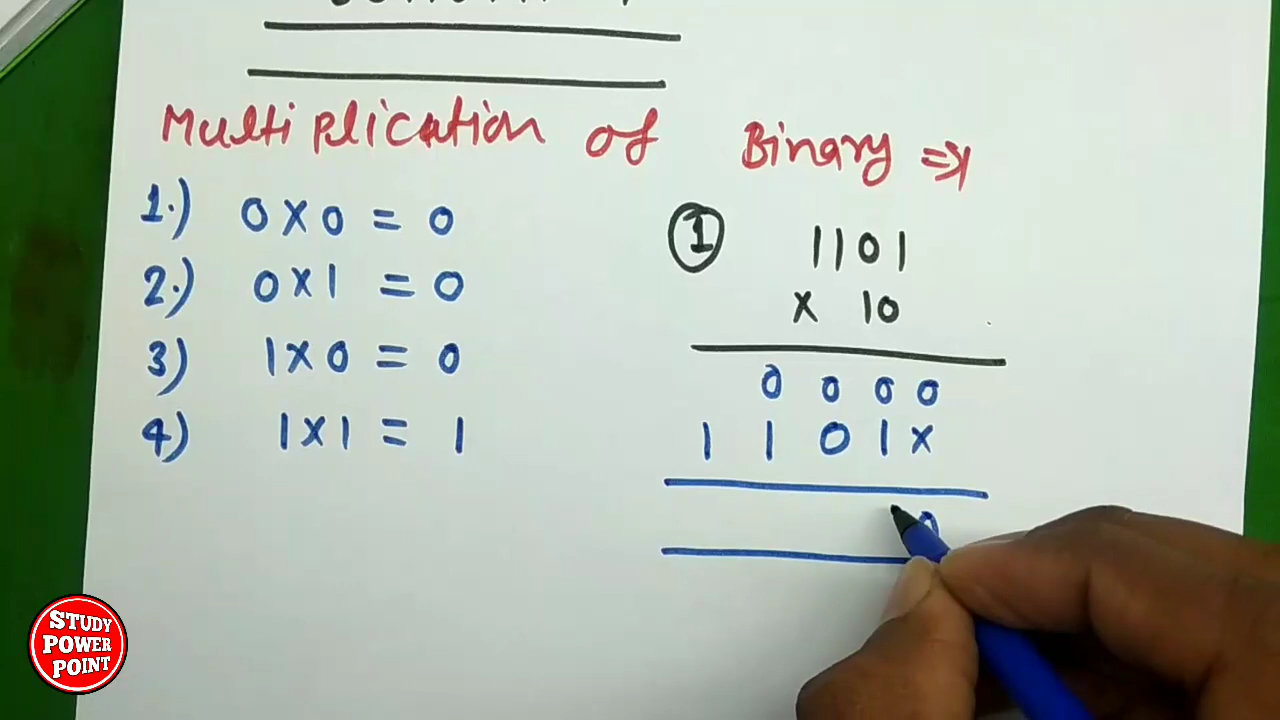 Multiplication of Binary ⇒
1.) 0 X 0 = 0
2.) 0 X 1 = 0
3) 1 X 0 = 0
4) 1 X 1 = 1
1
1101
X 10
0 0 0 0
1 1 0 1 X
0
STUDY
POWER
POINT